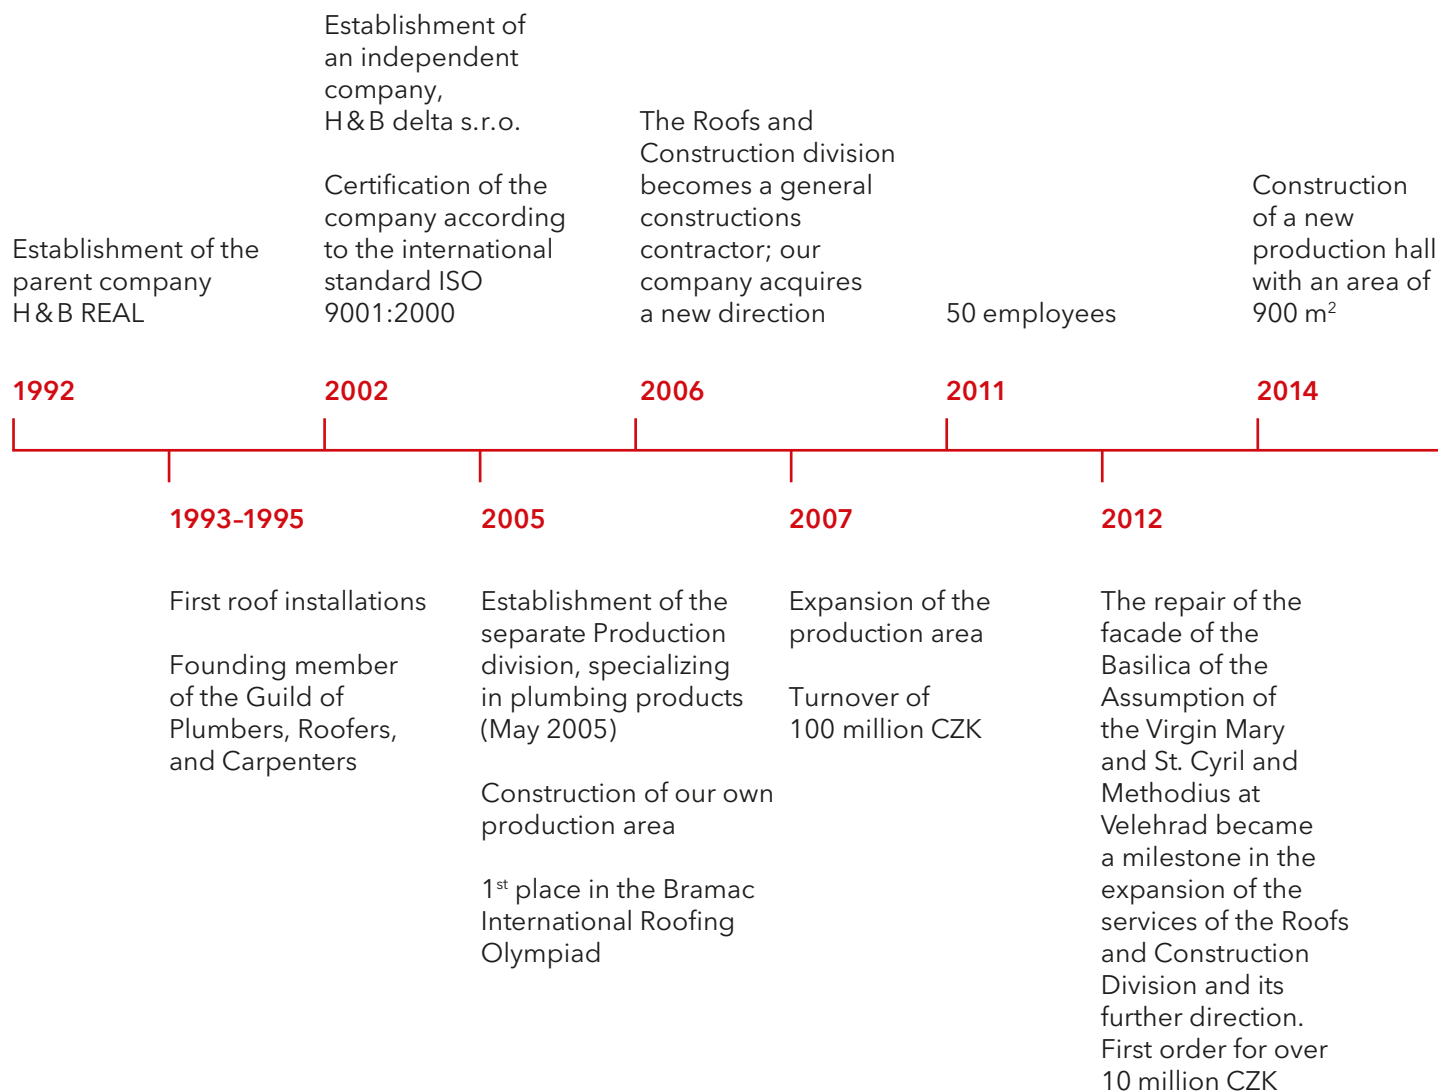 Establishment of the
parent company
H & B REAL
1992
1993–1995
First roof installations
Founding member
of the Guild of
Plumbers, Roofers,
and Carpenters
Establishment of
an independent
company,
H & B delta s.r.o.
Certification of the
company according
to the international
standard ISO
9001:2000
2002
2005
Establishment of the
separate Production
division, specializing
in plumbing products
(May 2005)
Construction of our own
production area
1st place in the Bramac
International Roofing
Olympiad
The Roofs and
Construction division
becomes a general
constructions
contractor; our
company acquires
a new direction
2006
2007
Expansion of the
production area
Turnover of
100 million CZK
50 employees
2011
2012
The repair of the
facade of the
Basilica of the
Assumption of
the Virgin Mary
and St. Cyril and
Methodius at
Velehrad became
a milestone in the
expansion of the
services of the Roofs
and Construction
Division and its
further direction.
First order for over
10 million CZK
Construction
of a new
production hall
with an area of
900 m²
2014